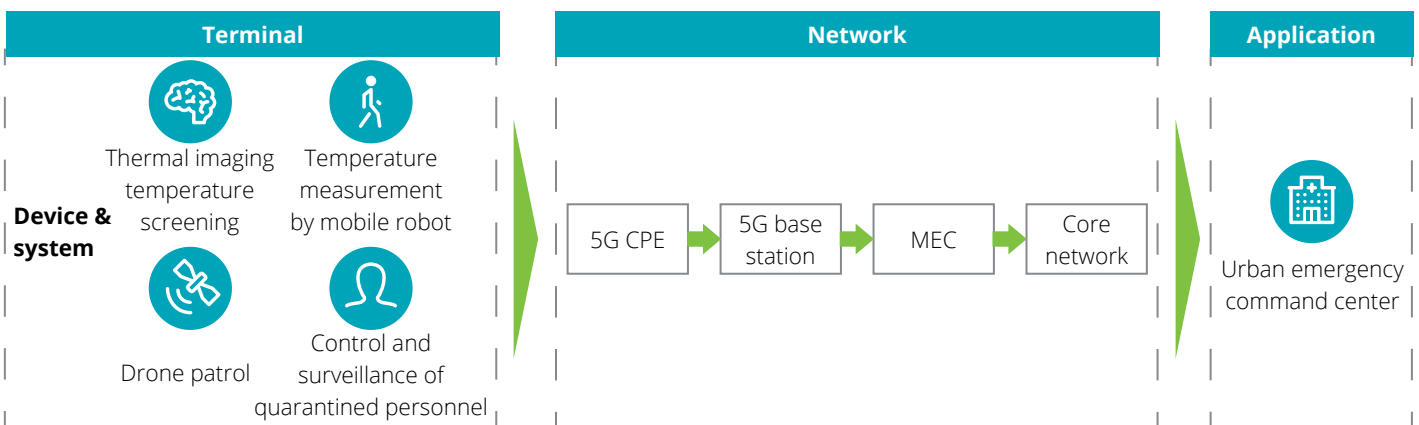 Terminal
Network
Application
Device &
system
Thermal imaging
temperature
screening
Temperature
measurement
by mobile robot
Drone patrol
Control and
surveillance of
quarantined personnel
5G CPE
5G base
station
MEC
Core
network
Urban emergency
command center